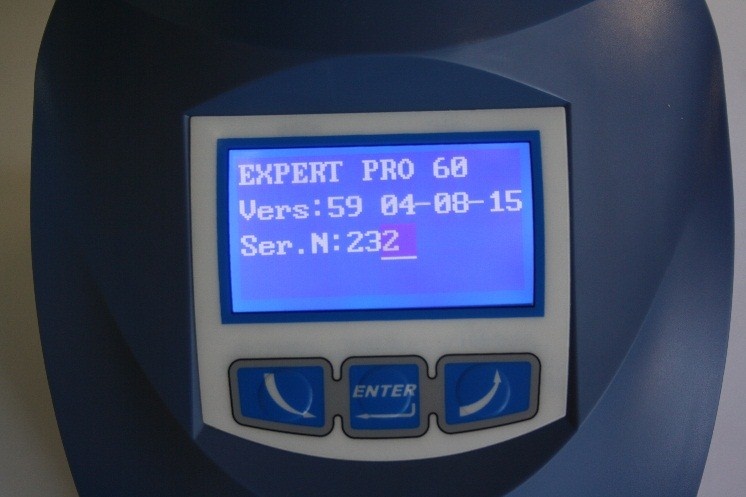 EXPERT PRO 60
Vers:59 04-08-15
Ser.N:232
ENTER